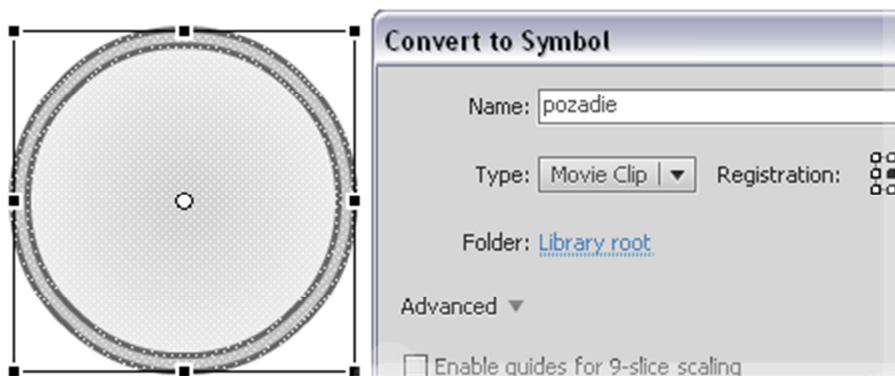 Convert to Symbol
Name: pozadie
Type: Movie Clip Registration:
Folder: Library root
Advanced
Enable guides for 9-slice scaling